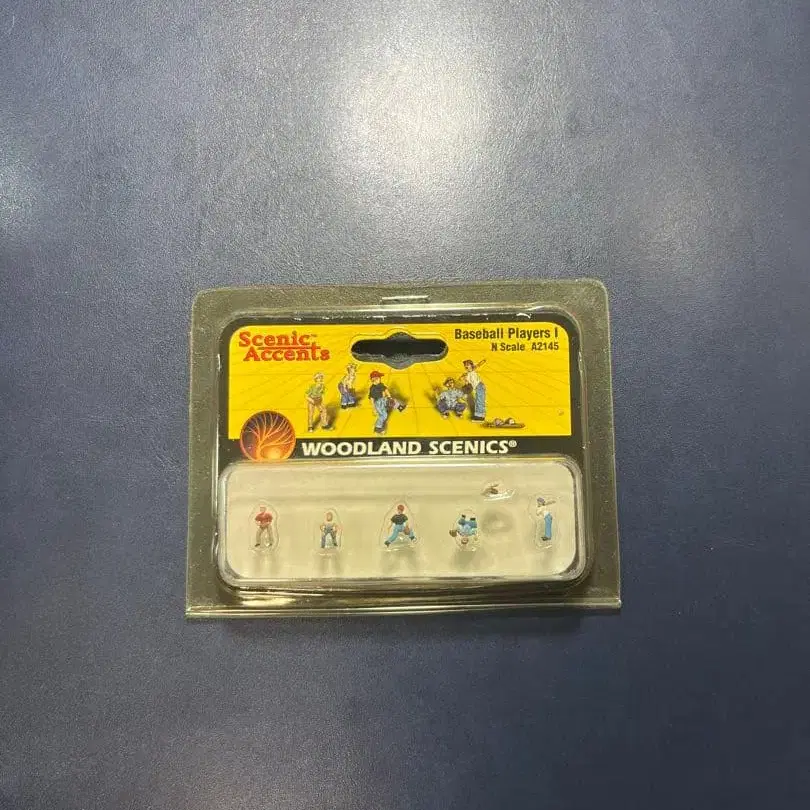 Scenic™
Accents
Baseball Players I
N Scale A2145
WOODLAND SCENICS®